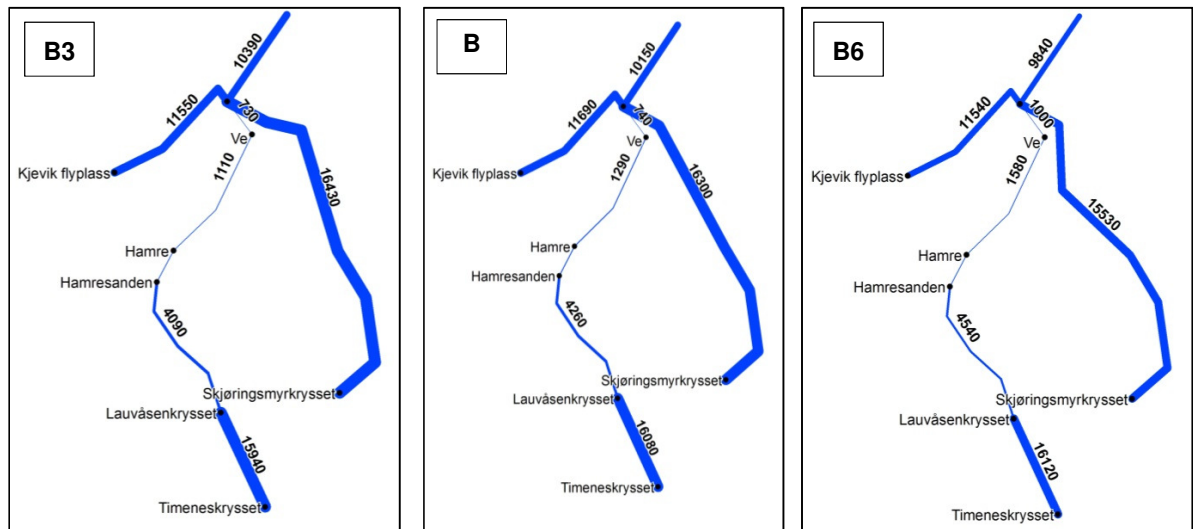 B3
10390
11550
730
Ve
Kjevik flyplass
1110
16430
Hamre
Hamresanden
4090
Skjøringsmyrkrysset
Lauvåsenkrysset
15940
Timeneskrysset
B
10150
11690
740
Ve
Kjevik flyplass
1290
16300
Hamre
Hamresanden
4260
Skjøringsmyrkrysset
Lauvåsenkrysset
16080
Timeneskrysset
B6
9840
11540
1000
Ve
Kjevik flyplass
1580
15530
Hamre
Hamresanden
4540
Skjøringsmyrkrysset
Lauvåsenkrysset
16120
Timeneskrysset